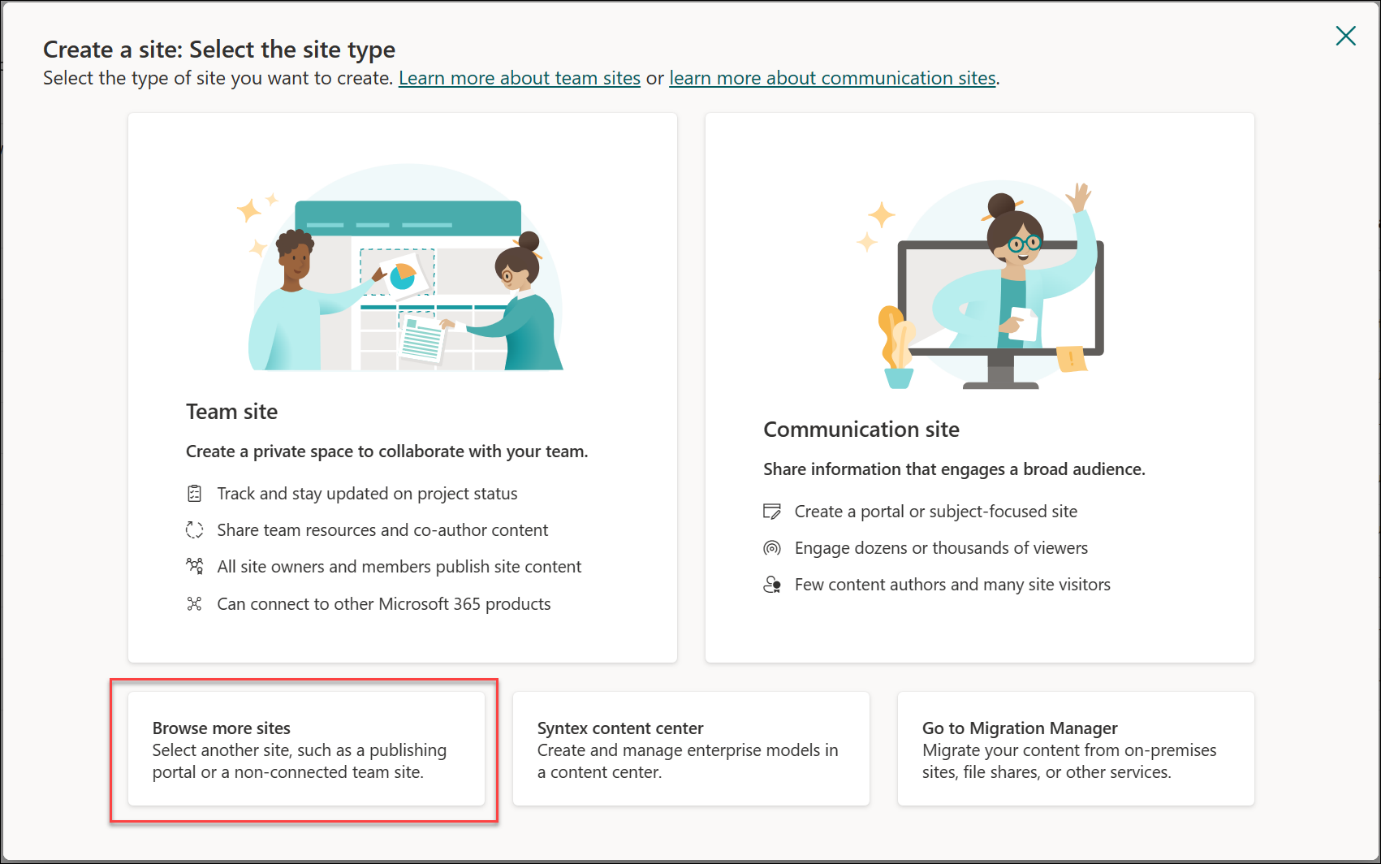 Create a site: Select the site type
Select the type of site you want to create. Learn more about team sites or learn more about communication sites.
Team site
Create a private space to collaborate with your team.
Track and stay updated on project status
Share team resources and co-author content
All site owners and members publish site content
Can connect to other Microsoft 365 products
Communication site
Share information that engages a broad audience.
Create a portal or subject-focused site
Engage dozens or thousands of viewers
Few content authors and many site visitors
Browse more sites
Select another site, such as a publishing
portal or a non-connected team site.
Syntex content center
Create and manage enterprise models in
a content center.
Go to Migration Manager
Migrate your content from on-premises
sites, file shares, or other services.